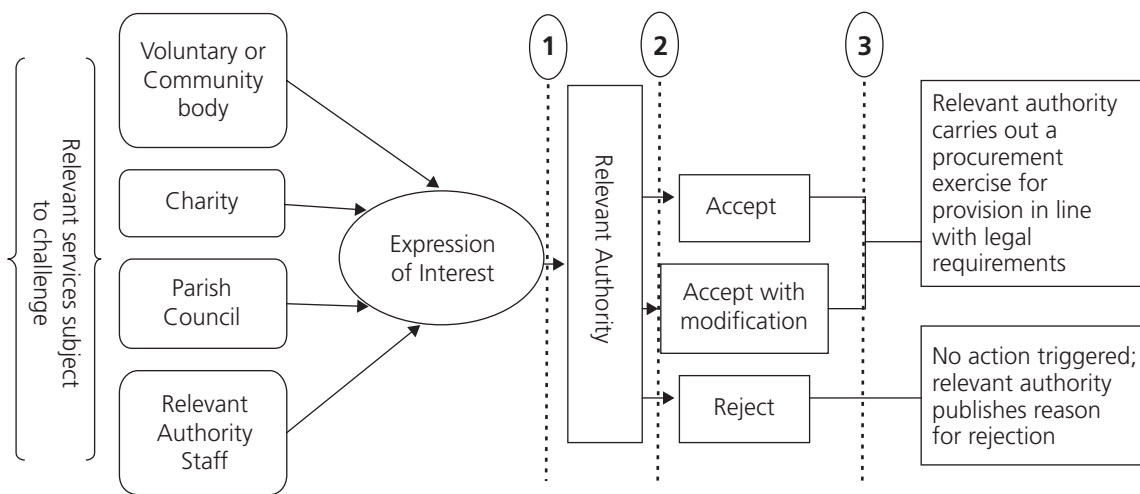 Relevant services subject
to challenge
Voluntary or
Community
body
Charity
Parish
Council
Relevant
Authority
Staff
Expression
of Interest
1
2
3
Relevant Authority
Accept
Accept with
modification
Reject
Relevant authority
carries out a
procurement
exercise for
provision in line
with legal
requirements
No action triggered;
relevant authority
publishes reason
for rejection